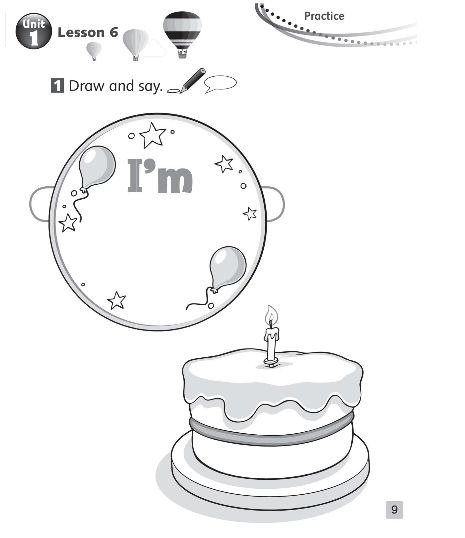 Unit
1
Lesson 6
Practice
1 Draw and say.
I'm
9